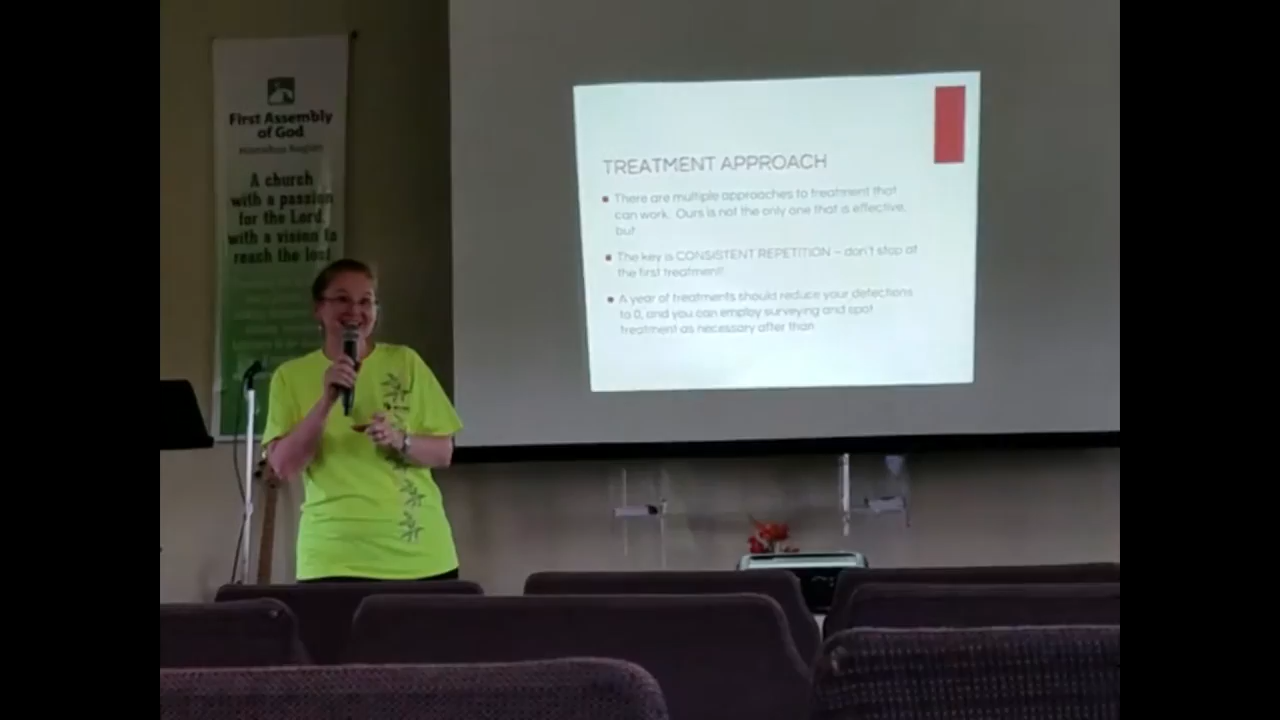 First Assembly
of God
A church
with a passion
for the Lord,
with a vision to
reach the lost
TREATMENT APPROACH
There are multiple approaches to treatment that
can work. Ours is not the only one that is effective,
but
The key is CONSISTENT REPETITION – don't stop at
the first treatment!
A year of treatments should reduce your detections
to 0, and you can employ surveying and spot
treatment as necessary after than